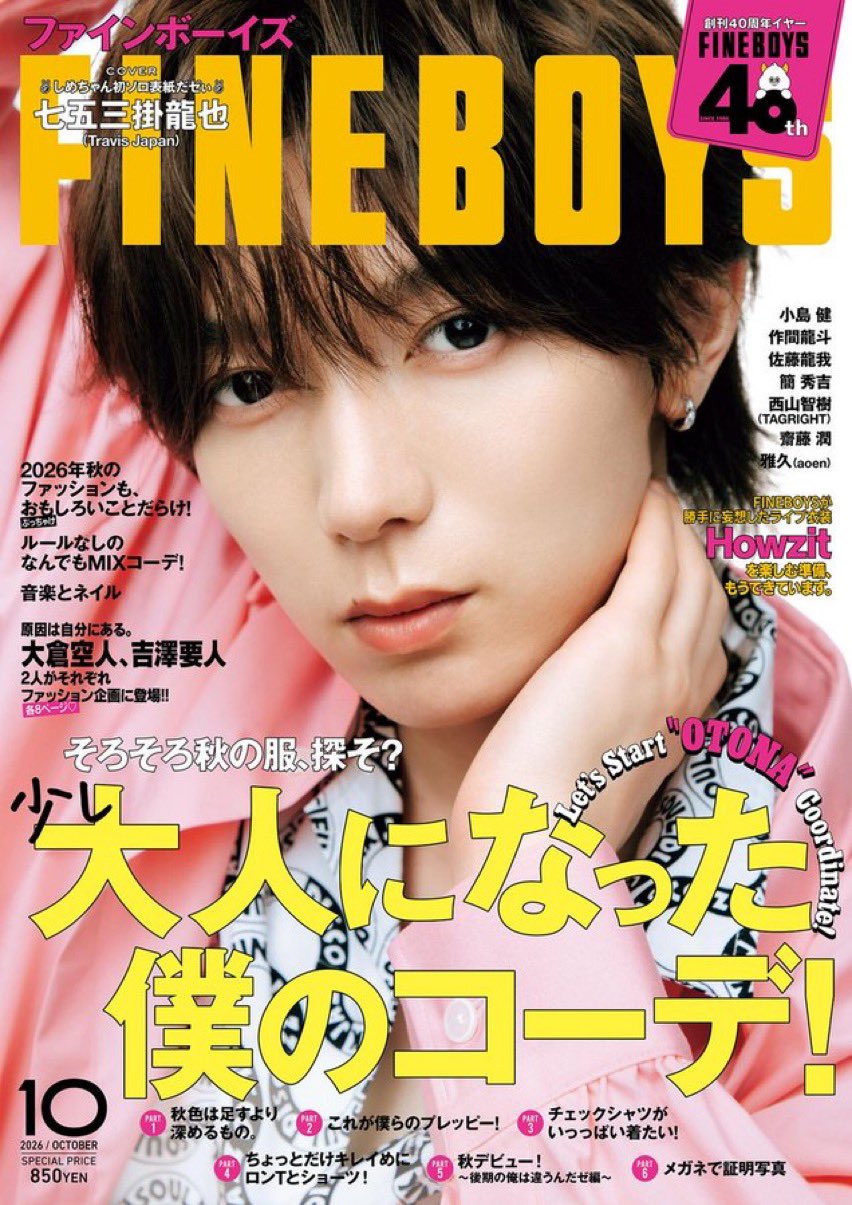 ファインボーイズ
FINEBOYS
COVER
しめちゃん初ソロ表紙だゼぃ
七五三掛龍也
(Travis Japan)
創刊40周年イヤー
FINEBOYS
SINCE 1986
40th
小島 健
作間龍斗
佐藤龍我
簡 秀吉
西山智樹
(TAGRIGHT)
齋藤 潤
雅久(aoen)
FINEBOYSが
勝手に妄想したライブ衣装
Howzit
を楽しむ準備、
もうできています。
2026年秋の
ファッションも、
おもしろいことだらけ!
ぶっちゃけ
ルールなしの
なんでもMIXコーデ!
音楽とネイル
原因は自分にある。
大倉空人、吉澤要人
2人がそれぞれ
ファッション企画に登場!!
各8ページ♡
そろそろ秋の服、探そ?
Let's Start "OTONA" Coordinate!
少し
大人になった
僕のコーデ!
10
2026/OCTOBER
SPECIAL PRICE
850YEN
PART 1 秋色は足すより
深めるもの。
PART 2 これが僕らのプレッピー!
PART 3 チェックシャツが
いっっぱい着たい!
PART 4 ちょっとだけキレイめに
ロンTとショーツ!
PART 5 秋デビュー!
〜後期の俺は違うんだゼ編〜
PART 6 メガネで証明写真